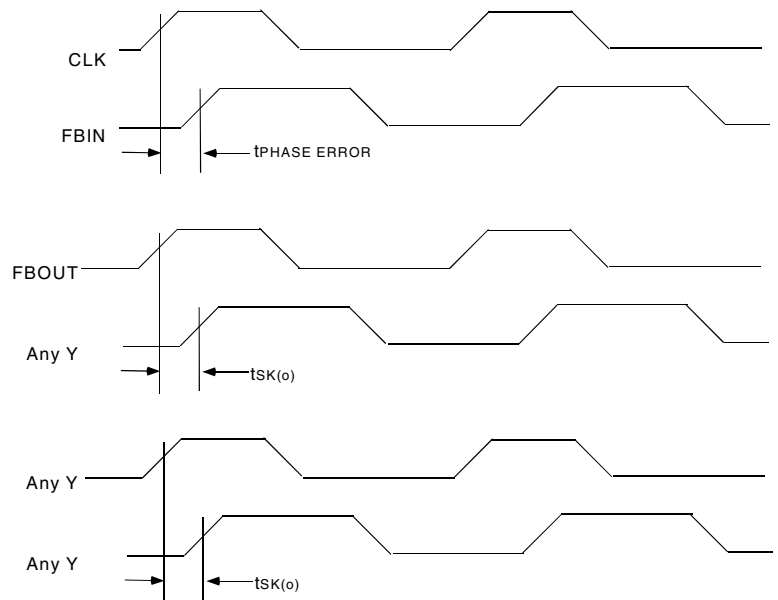 CLK
FBIN
tPHASE ERROR
FBOUT
Any Y
tSK(o)
Any Y
Any Y
tSK(o)